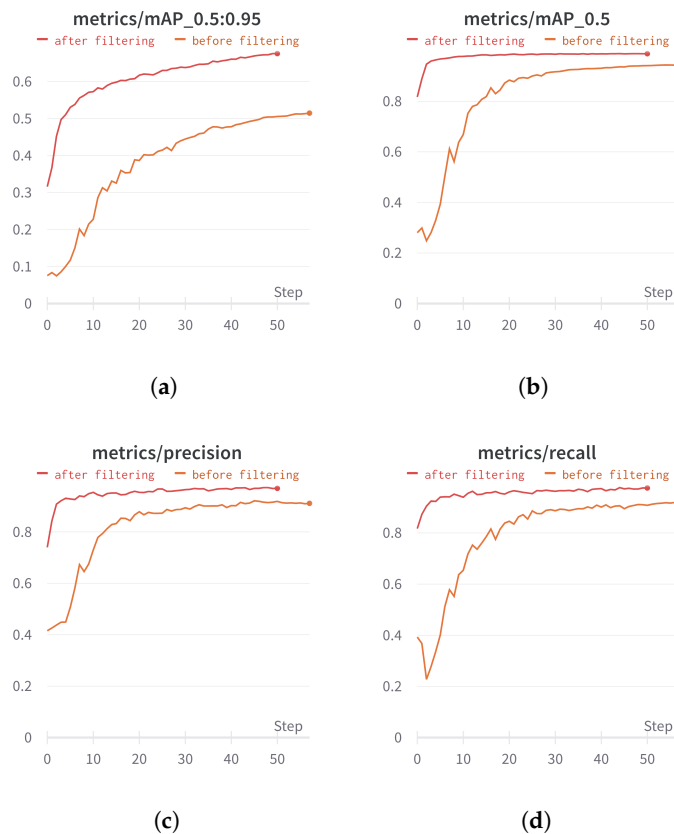 metrics/mAP_0.5:0.95
after filtering before filtering
0.6
0.5
0.4
0.3
0.2
0.1
0
Step
0 10 20 30 40 50
(a)
metrics/mAP_0.5
after filtering before filtering
0.8
0.6
0.4
0.2
0
Step
0 10 20 30 40 50
(b)
metrics/precision
after filtering before filtering
0.8
0.6
0.4
0.2
0
Step
0 10 20 30 40 50
(c)
metrics/recall
after filtering before filtering
0.8
0.6
0.4
0.2
0
Step
0 10 20 30 40 50
(d)